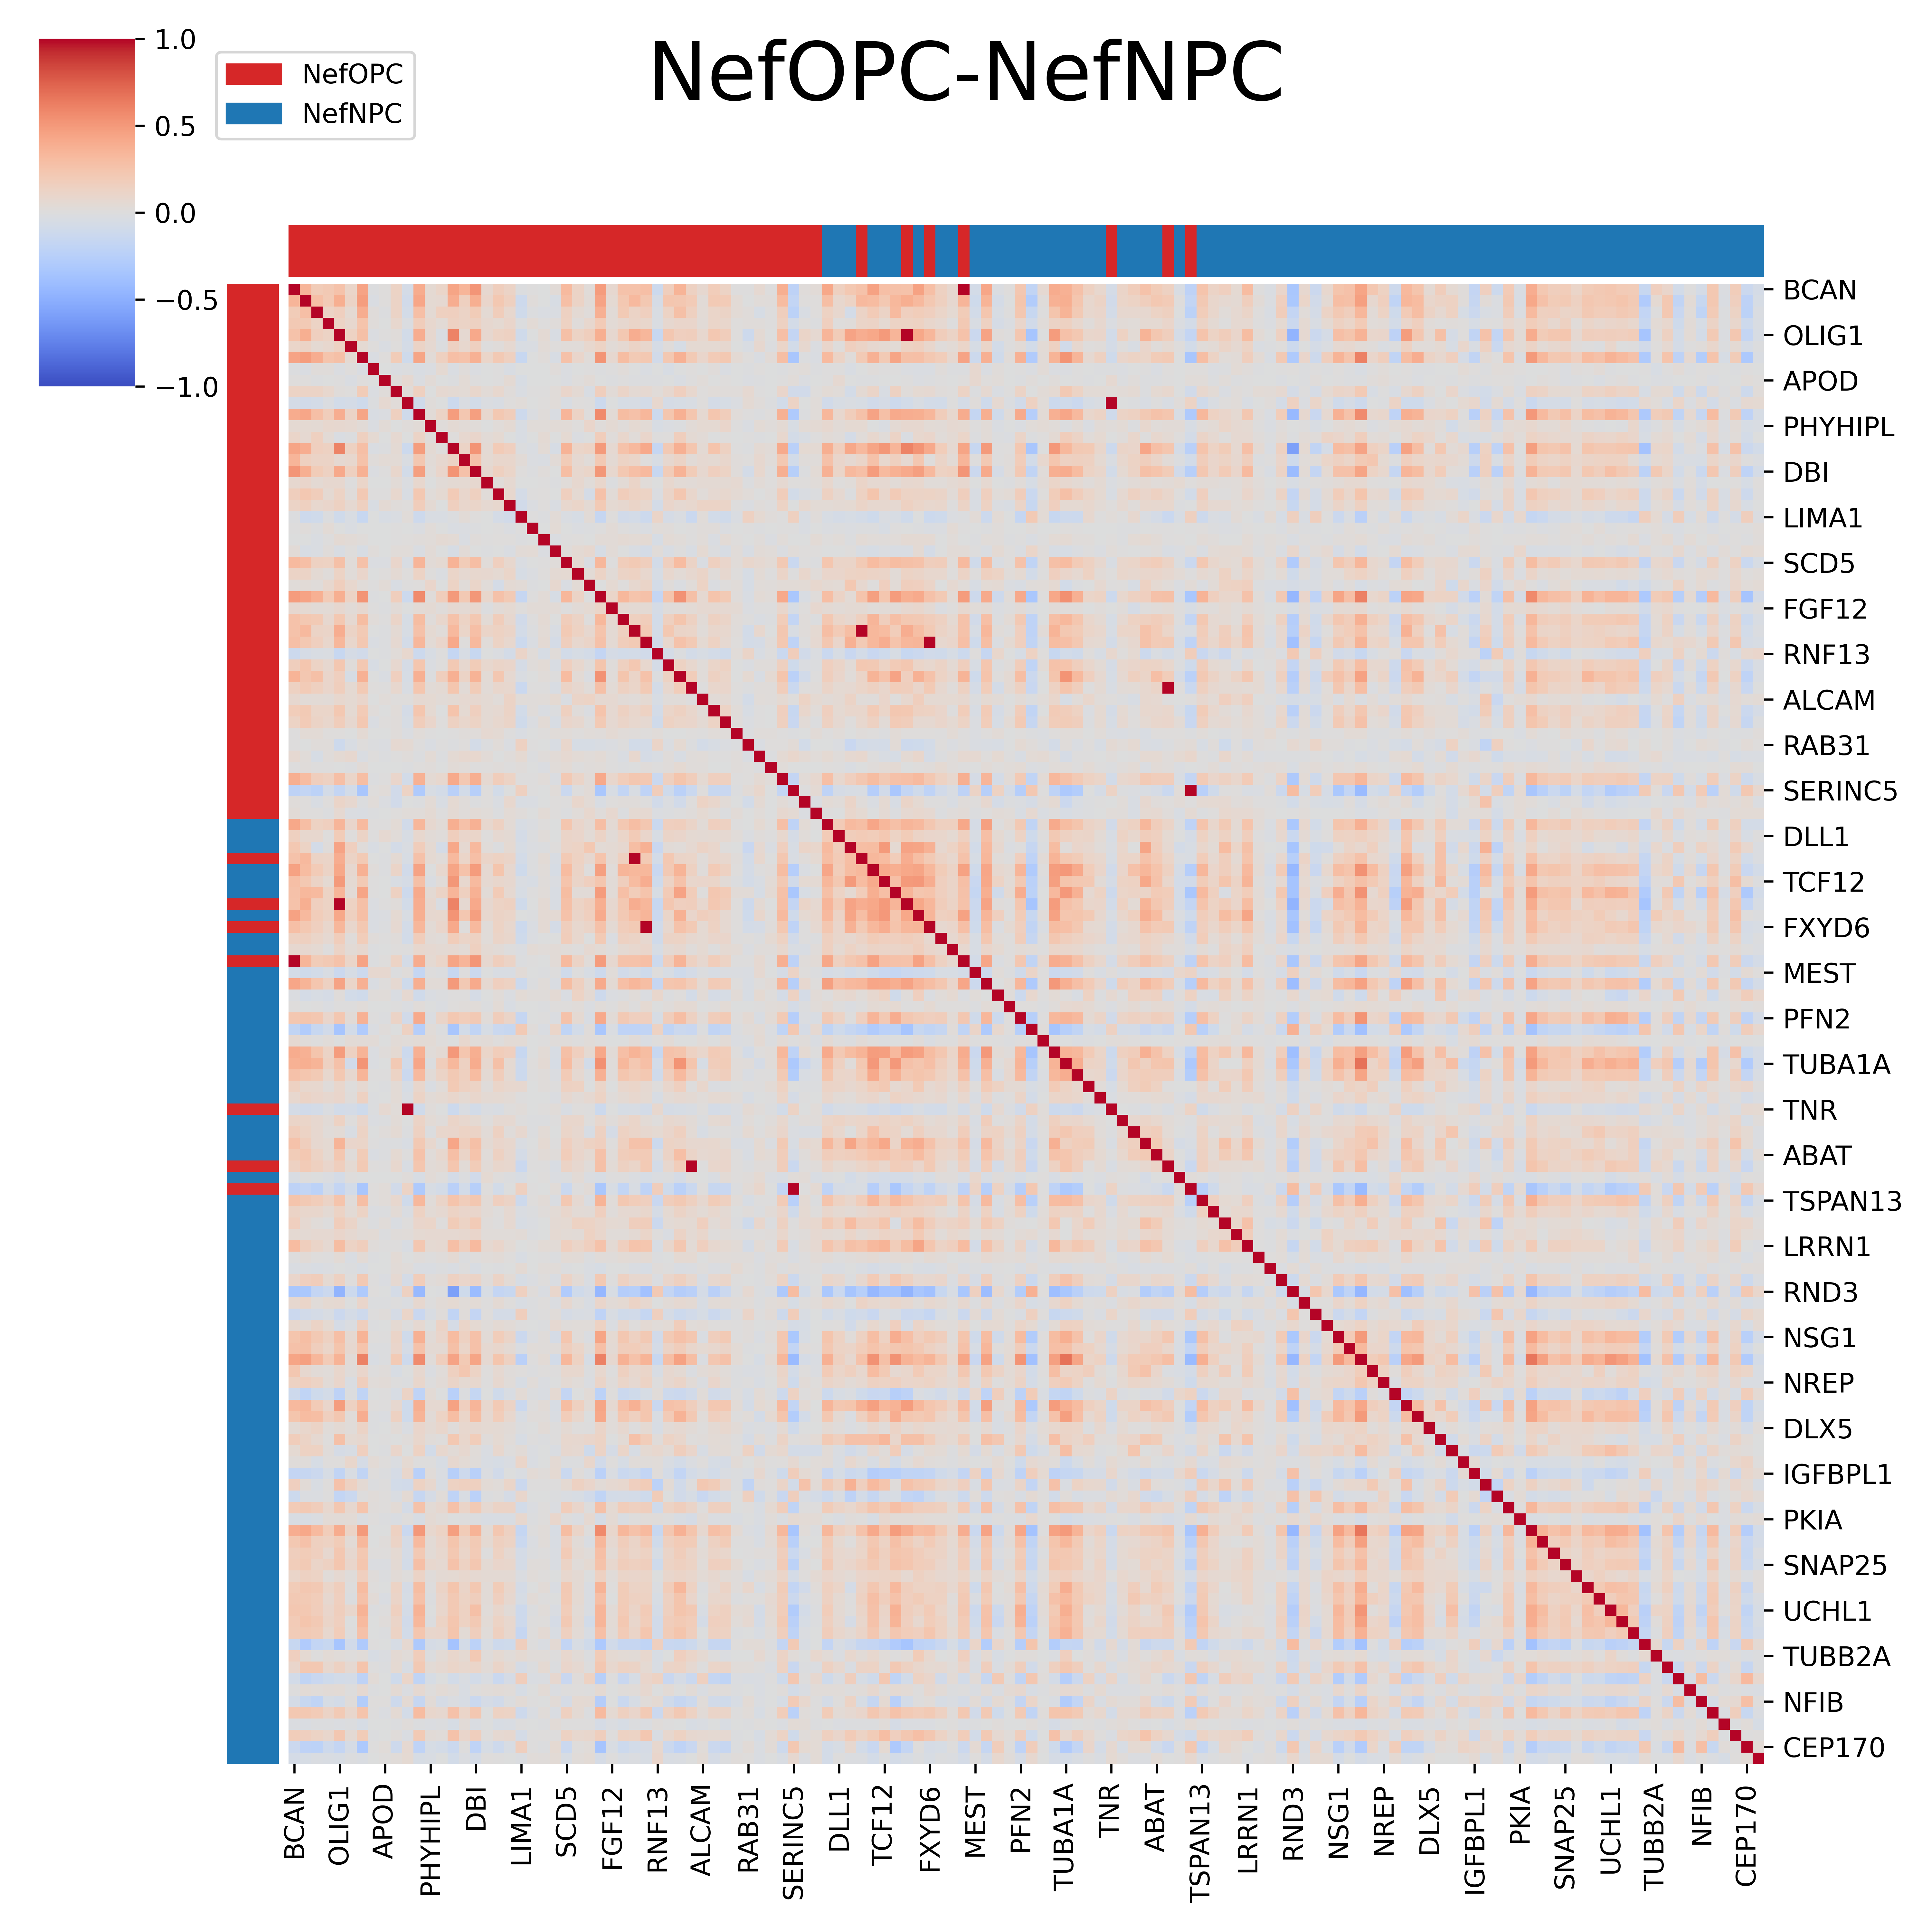 NefOPC-NefNPC
1.0
0.5
0.0
−0.5
−1.0
NefOPC
NefNPC
BCAN
OLIG1
APOD
PHYHIPL
DBI
LIMA1
SCD5
FGF12
RNF13
ALCAM
RAB31
SERINC5
DLL1
TCF12
FXYD6
MEST
PFN2
TUBA1A
TNR
ABAT
TSPAN13
LRRN1
RND3
NSG1
NREP
DLX5
IGFBPL1
PKIA
SNAP25
UCHL1
TUBB2A
NFIB
CEP170
BCAN
OLIG1
APOD
PHYHIPL
DBI
LIMA1
SCD5
FGF12
RNF13
ALCAM
RAB31
SERINC5
DLL1
TCF12
FXYD6
MEST
PFN2
TUBA1A
TNR
ABAT
TSPAN13
LRRN1
RND3
NSG1
NREP
DLX5
IGFBPL1
PKIA
SNAP25
UCHL1
TUBB2A
NFIB
CEP170